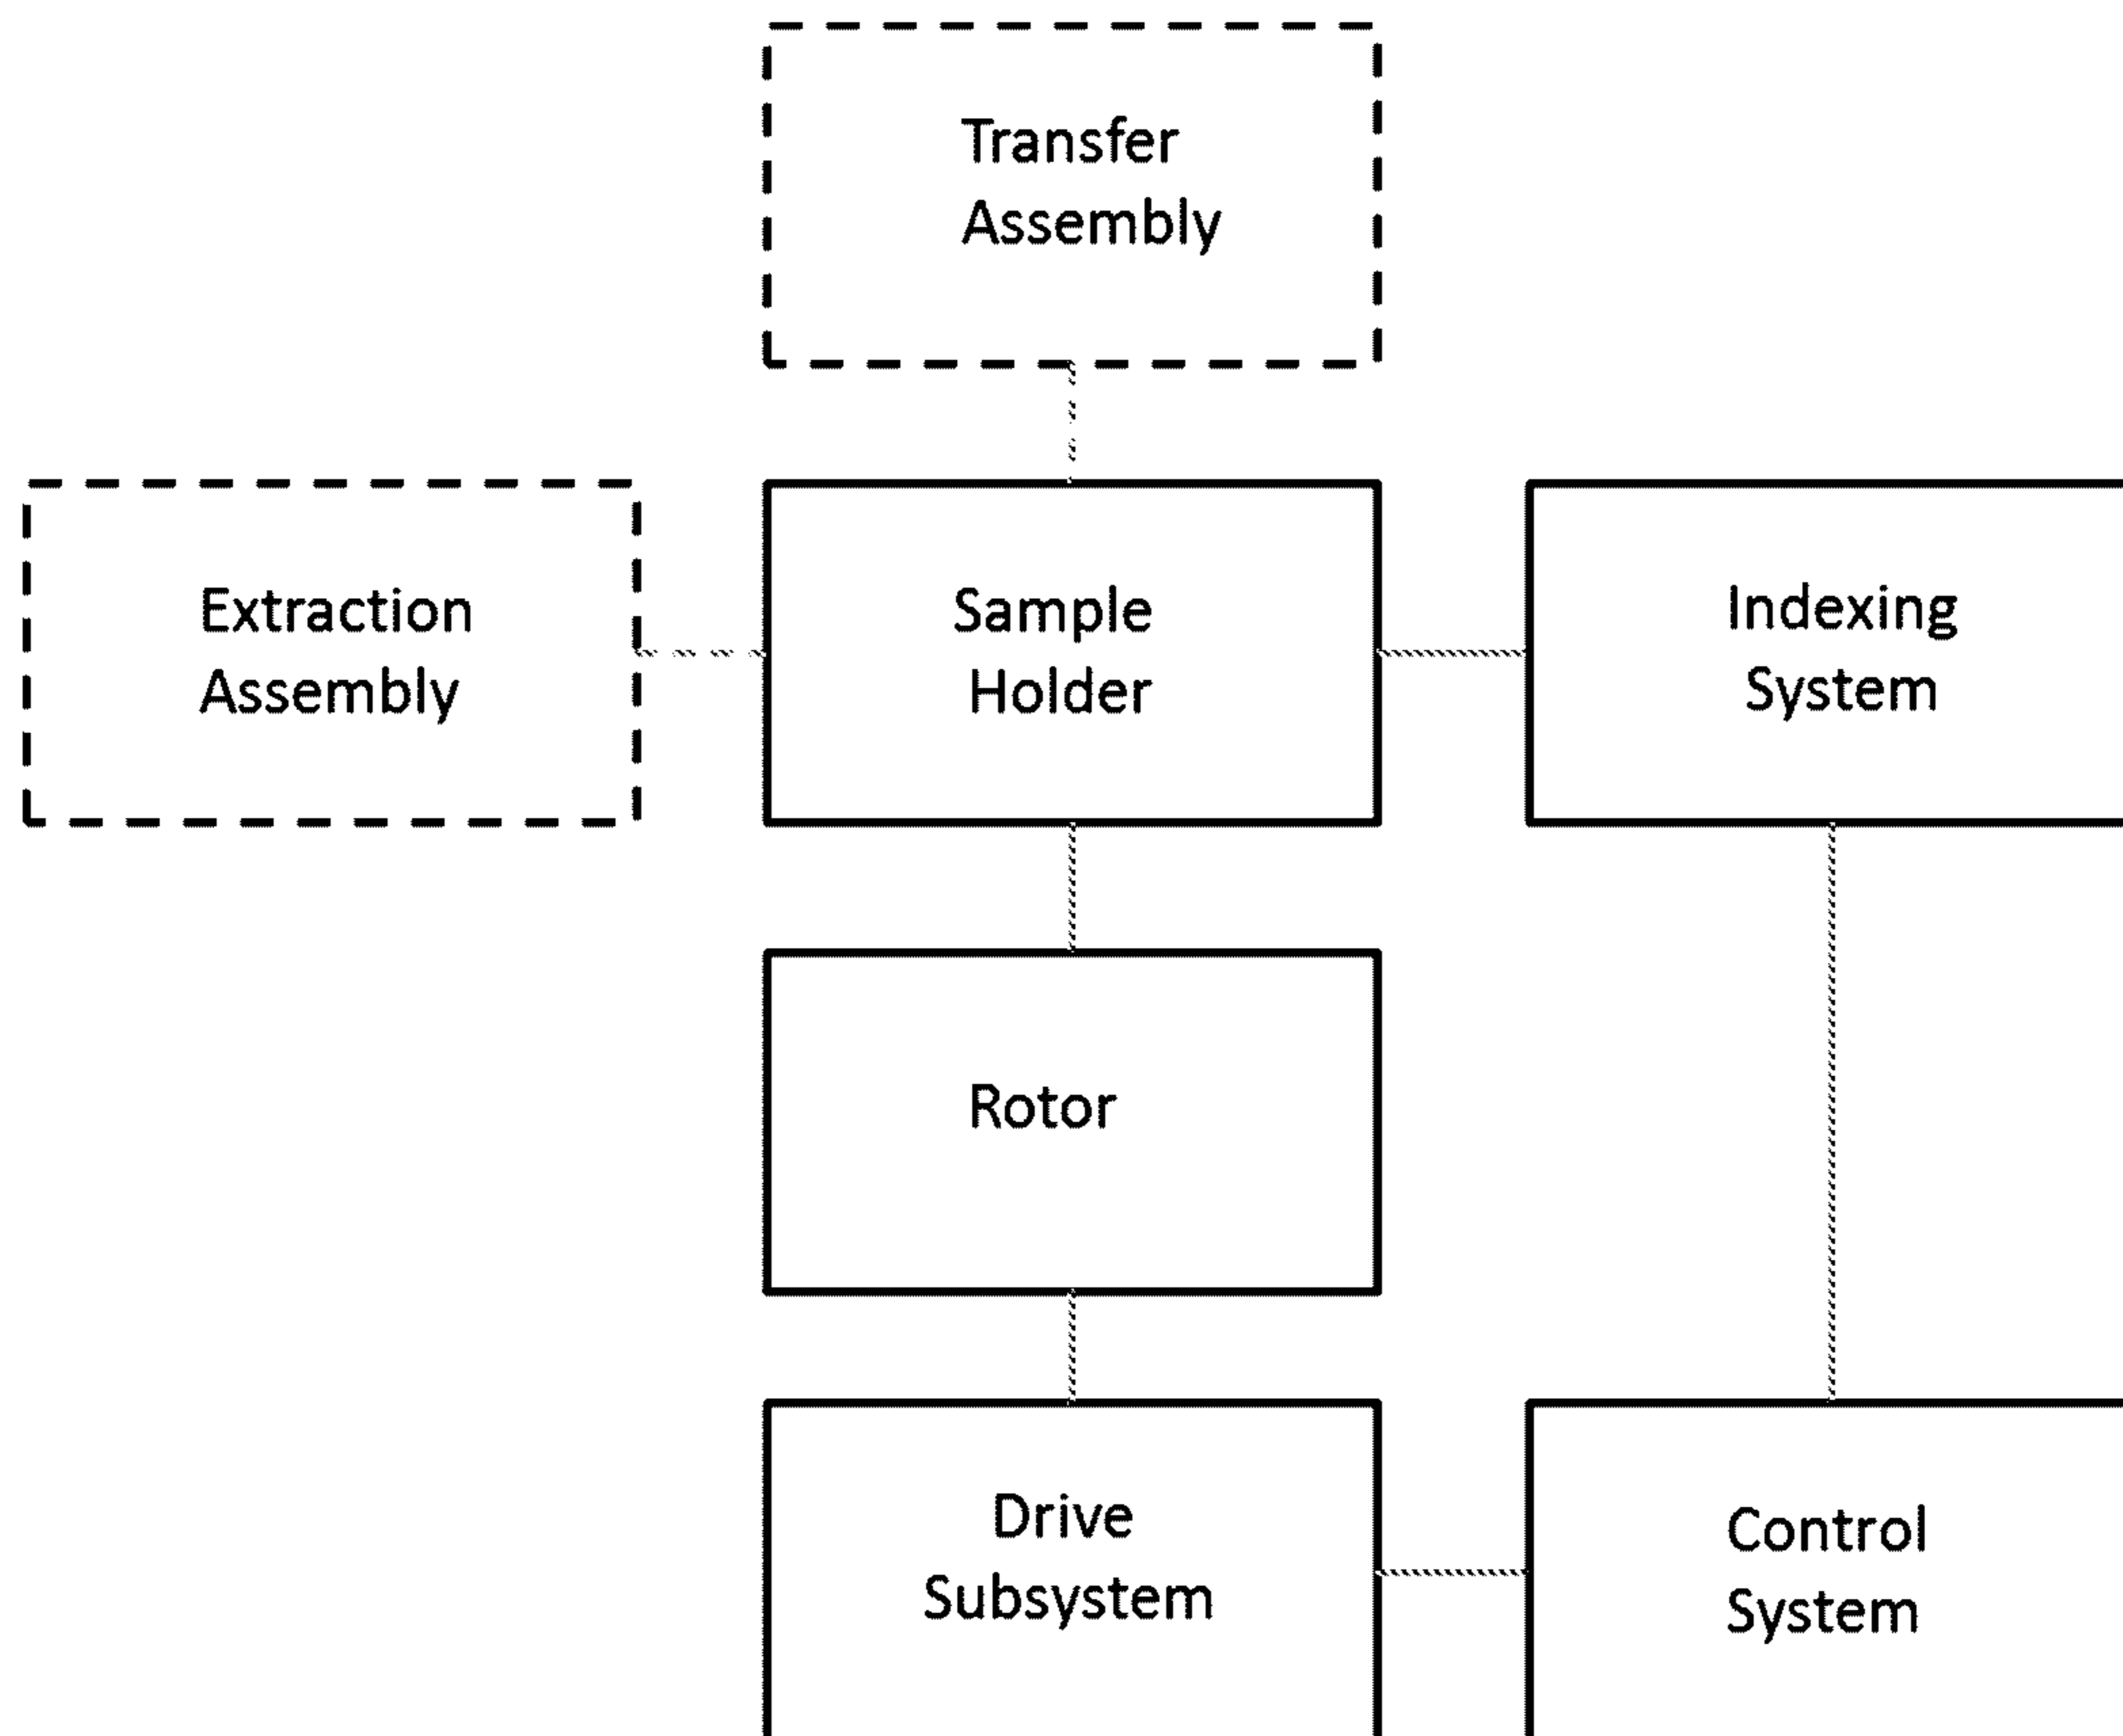 Transfer
Assembly
Extraction
Assembly
Sample
Holder
Indexing
System
Rotor
Drive
Subsystem
Control
System